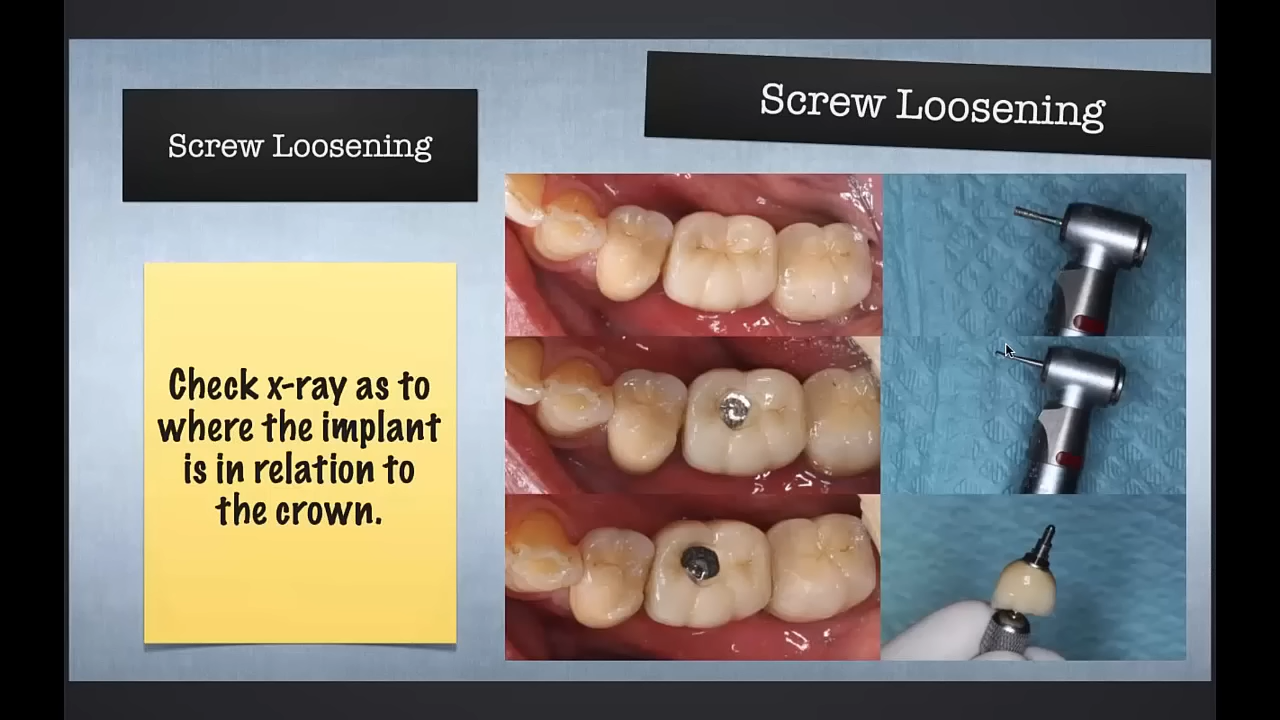 Screw Loosening
Screw Loosening
Check x-ray as to
where the implant
is in relation to
the crown.